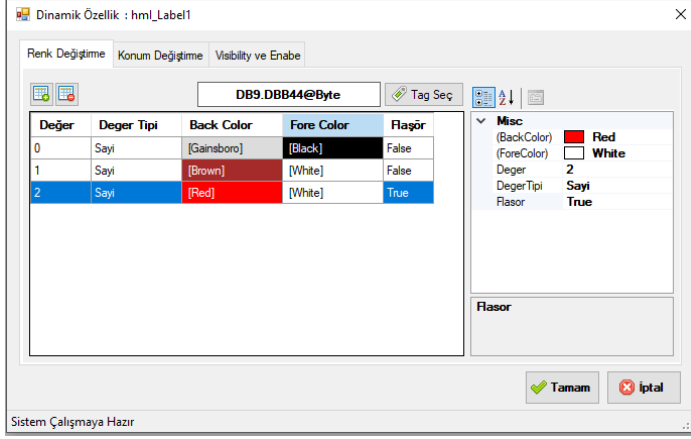 Dinamik Özellik : hml_Label1
Renk Değiştirme Konum Değiştirme Visibility ve Enabe
DB9.DBB44@Byte Tag Seç
Değer Deger Tipi Back Color Fore Color Flaşör
0 Sayi [Gainsboro] [Black] False
1 Sayi [Brown] [White] False
2 Sayi [Red] [White] True
Misc
(BackColor) Red
(ForeColor) White
Deger 2
DegerTipi Sayi
Flasor True
Flasor
Tamam İptal
Sistem Çalışmaya Hazır